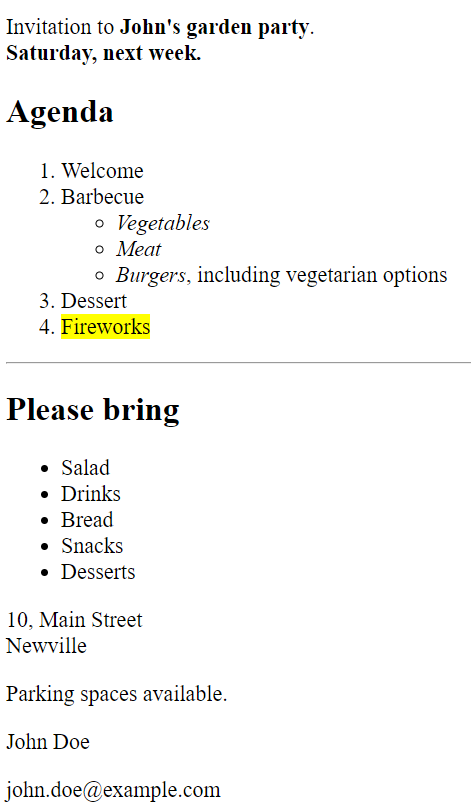 Invitation to John's garden party.
Saturday, next week.
Agenda
1. Welcome
2. Barbecue
○ Vegetables
○ Meat
○ Burgers, including vegetarian options
3. Dessert
4. Fireworks
Please bring
• Salad
• Drinks
• Bread
• Snacks
• Desserts
10, Main Street
Newville
Parking spaces available.
John Doe
john.doe@example.com